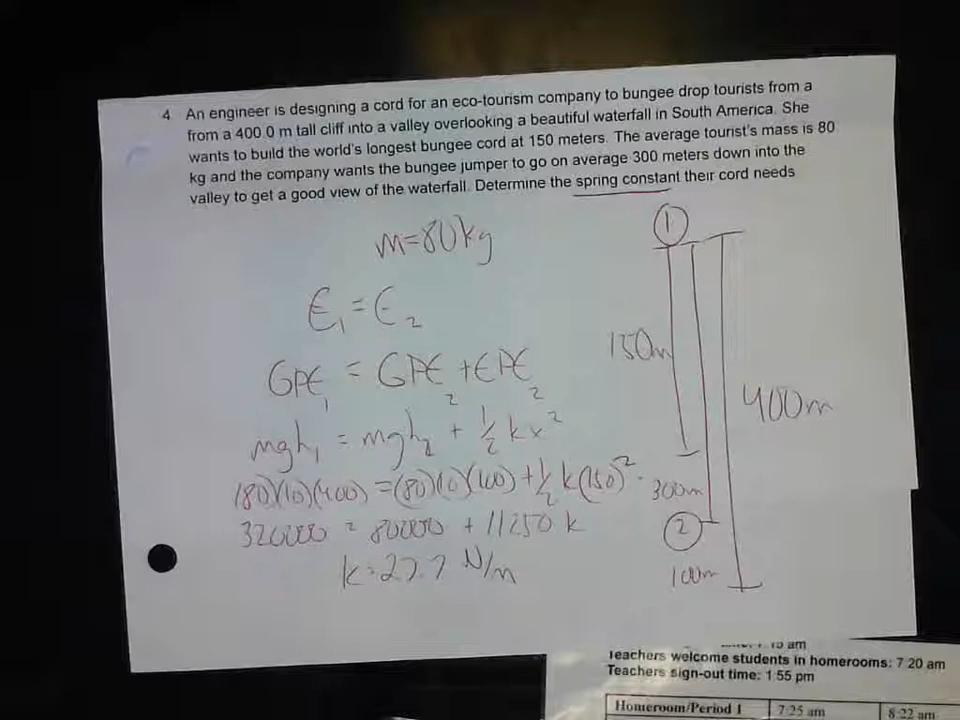 4 An engineer is designing a cord for an eco-tourism company to bungee drop tourists from a
from a 400.0 m tall cliff into a valley overlooking a beautiful waterfall in South America. She
wants to build the world's longest bungee cord at 150 meters. The average tourist's mass is 80
kg and the company wants the bungee jumper to go on average 300 meters down into the
valley to get a good view of the waterfall. Determine the spring constant their cord needs
m=80kg
1
E₁ = E₂
150m
GPE₁ = GPE₂ + EPE₂
400m
mgh₁ = mgh₂ + ½ kx²
(80)(10)(400) = (80)(10)(100) + ½ k(150)²
300m
320000 = 80000 + 11250 k
2
k = 27.7 N/m
100m
am
Teachers welcome students in homerooms: 7:20 am
Teachers sign-out time: 1:55 pm
Homeroom/Period 1 7:25 am 8:22 am